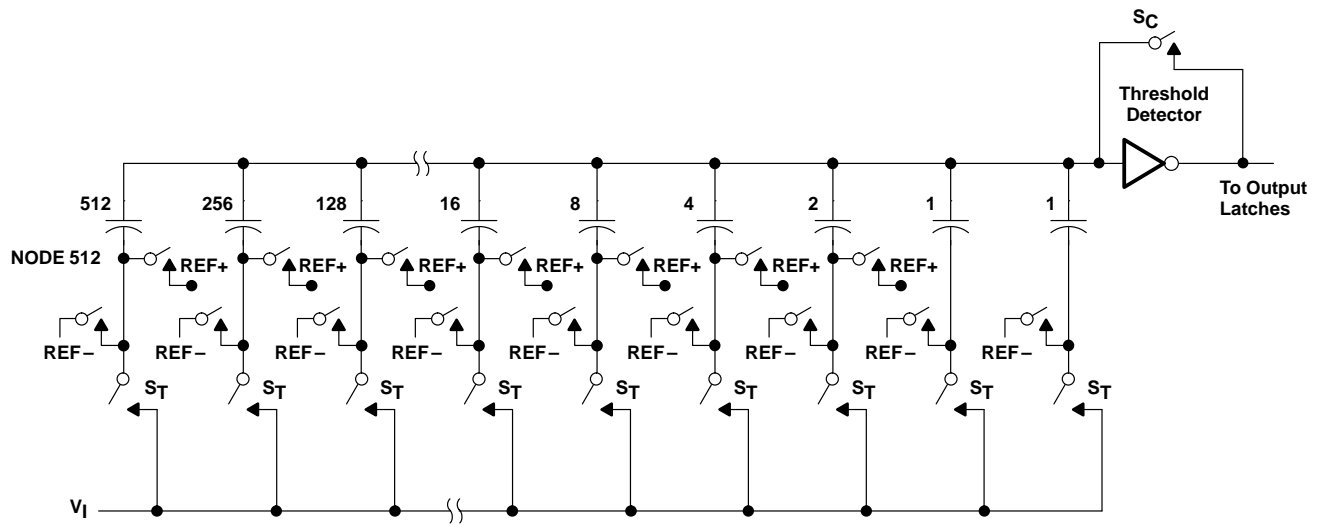 SC
Threshold
Detector
To Output
Latches
512 256 128 16 8 4 2 1 1
NODE 512 REF+ REF+ REF+ REF+ REF+ REF+ REF+
REF− REF− REF− REF− REF− REF− REF− REF− REF−
ST ST ST ST ST ST ST ST ST
VI